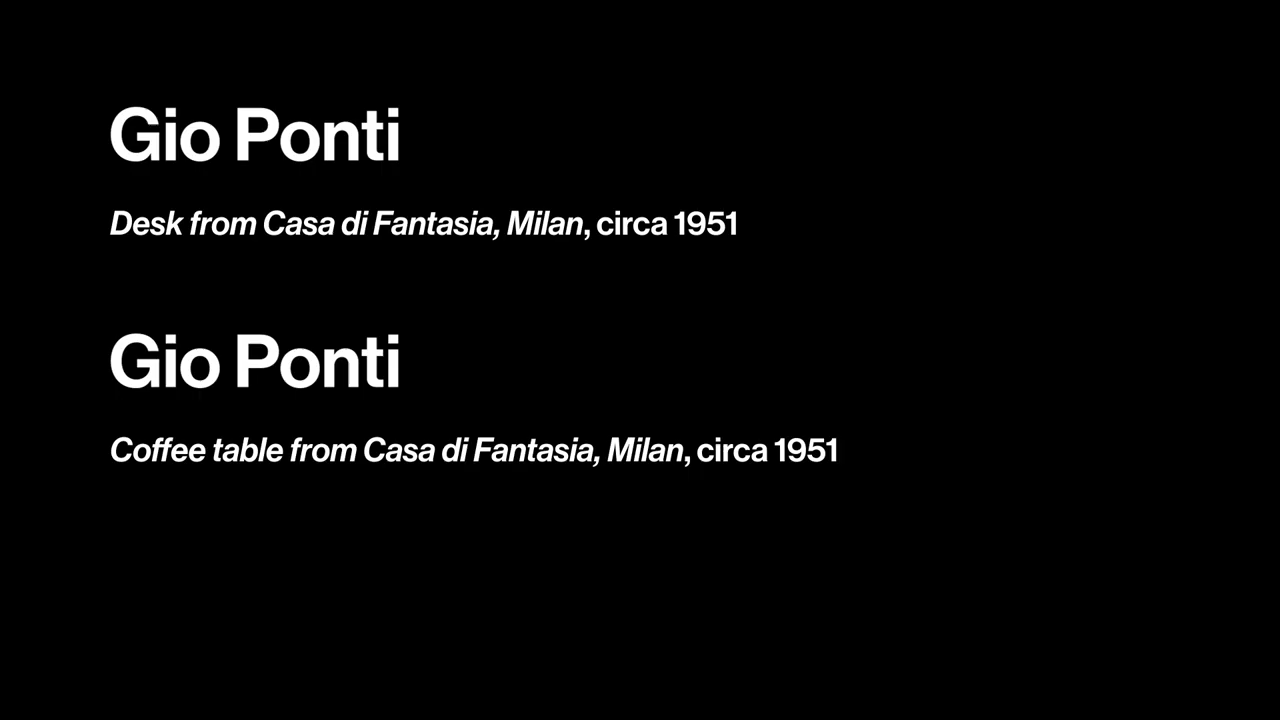 Gio Ponti
Desk from Casa di Fantasia, Milan, circa 1951
Gio Ponti
Coffee table from Casa di Fantasia, Milan, circa 1951